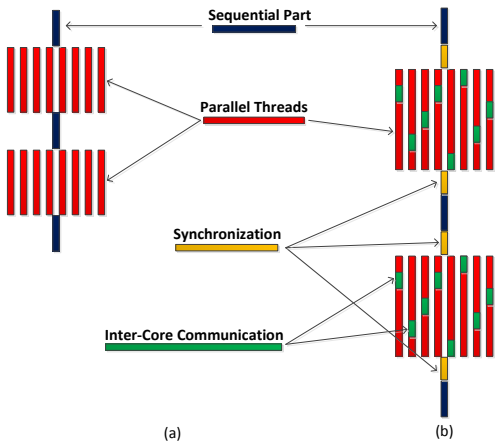 Sequential Part
Parallel Threads
Synchronization
Inter-Core Communication
(a)
(b)